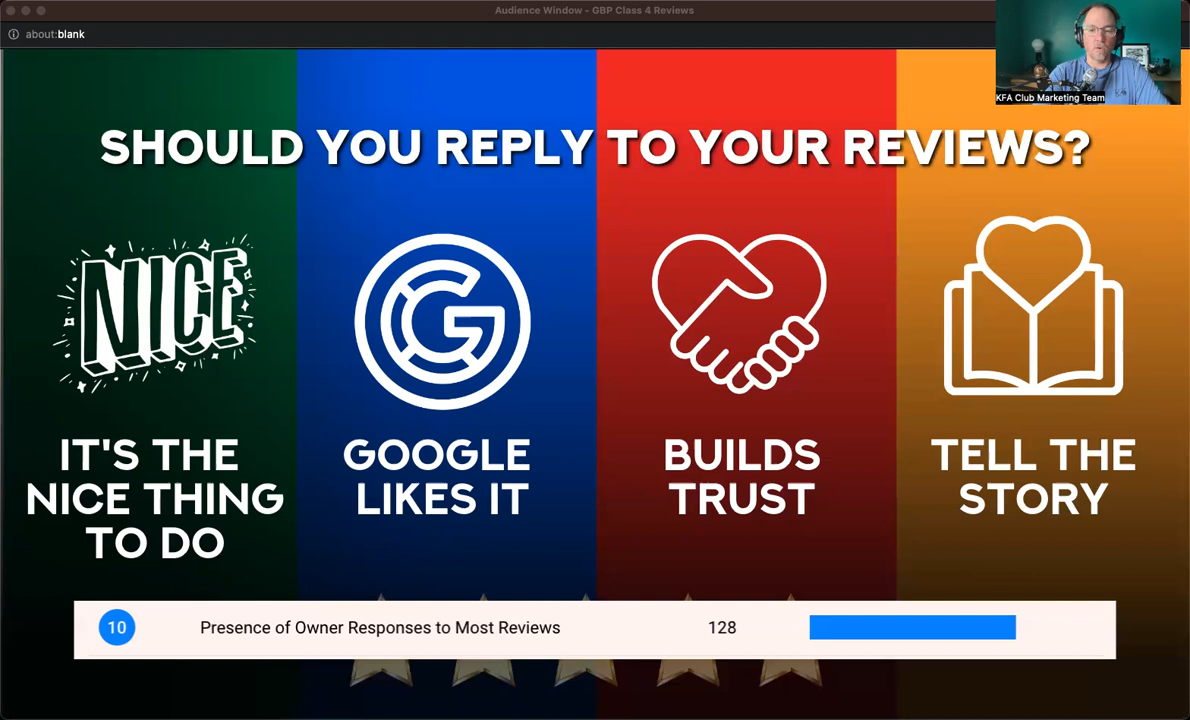 Audience Window - GBP Class 4 Reviews
about:blank
KFA Club Marketing Team
SHOULD YOU REPLY TO YOUR REVIEWS?
NICE
G
IT'S THE
NICE THING
TO DO
GOOGLE
LIKES IT
BUILDS
TRUST
TELL THE
STORY
10 Presence of Owner Responses to Most Reviews 128